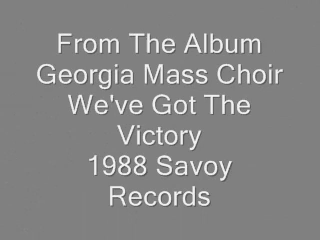 From The Album
Georgia Mass Choir
We've Got The
Victory
1988 Savoy
Records